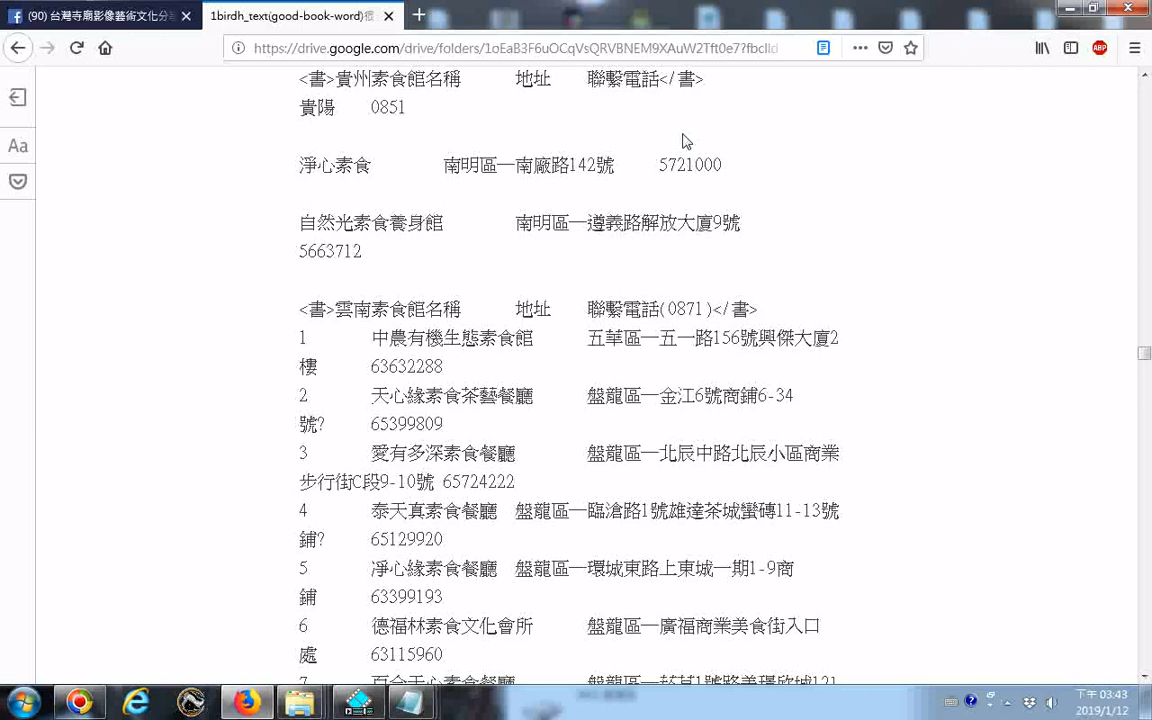 (90) 台灣寺廟影像藝術文化分
1birdh_text(good-book-word)很
https://drive.google.com/drive/folders/1oEaB3F6uOCqVsQRVBNEM9XAuW2Tft0e7?fbclid
ABP
Aa
<書>貴州素食館名稱 地址 聯繫電話</書>
貴陽 0851
淨心素食 南明區一南廠路142號 5721000
自然光素食養身館 南明區一遵義路解放大廈9號
5663712
<書>雲南素食館名稱 地址 聯繫電話(0871)</書>
1 中農有機生態素食館 五華區一五一路156號興傑大廈2
樓 63632288
2 天心緣素食茶藝餐廳 盤龍區一金江6號商鋪6-34
號? 65399809
3 愛有多深素食餐廳 盤龍區一北辰中路北辰小區商業
步行街C段9-10號 65724222
4 泰天真素食餐廳 盤龍區一臨滄路1號雄達茶城蠻磚11-13號
鋪? 65129920
5 凈心緣素食餐廳 盤龍區一環城東路上東城一期1-9商
鋪 63399193
6 德福林素食文化會所 盤龍區一廣福商業美食街入口
處 63115960
下午 03:43
2019/1/12